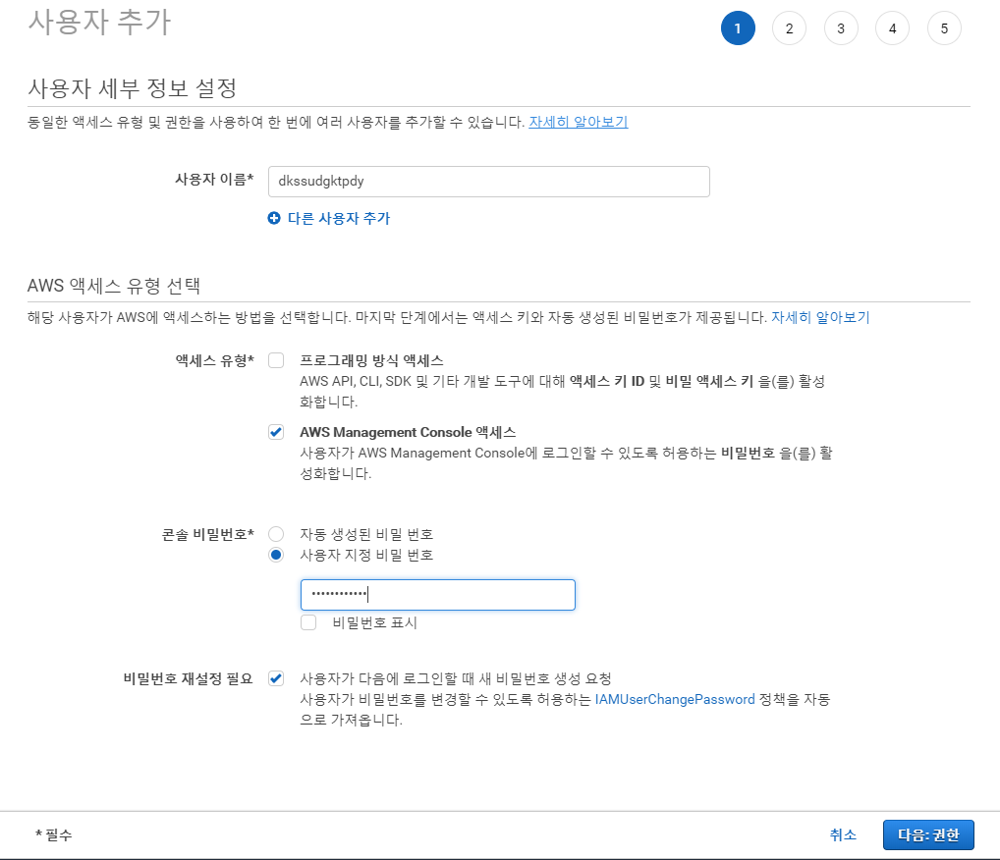 사용자 추가
1 2 3 4 5
사용자 세부 정보 설정
동일한 액세스 유형 및 권한을 사용하여 한 번에 여러 사용자를 추가할 수 있습니다. 자세히 알아보기
사용자 이름* dkssudgktpdy
다른 사용자 추가
AWS 액세스 유형 선택
해당 사용자가 AWS에 액세스하는 방법을 선택합니다. 마지막 단계에서는 액세스 키와 자동 생성된 비밀번호가 제공됩니다. 자세히 알아보기
액세스 유형* 프로그래밍 방식 액세스
AWS API, CLI, SDK 및 기타 개발 도구에 대해 액세스 키 ID 및 비밀 액세스 키 을(를) 활성
화합니다.
AWS Management Console 액세스
사용자가 AWS Management Console에 로그인할 수 있도록 허용하는 비밀번호 을(를) 활
성화합니다.
콘솔 비밀번호* 자동 생성된 비밀 번호
사용자 지정 비밀 번호
••••••••••••
비밀번호 표시
비밀번호 재설정 필요 사용자가 다음에 로그인할 때 새 비밀번호 생성 요청
사용자가 비밀번호를 변경할 수 있도록 허용하는 IAMUserChangePassword 정책을 자동
으로 가져옵니다.
* 필수 취소 다음: 권한